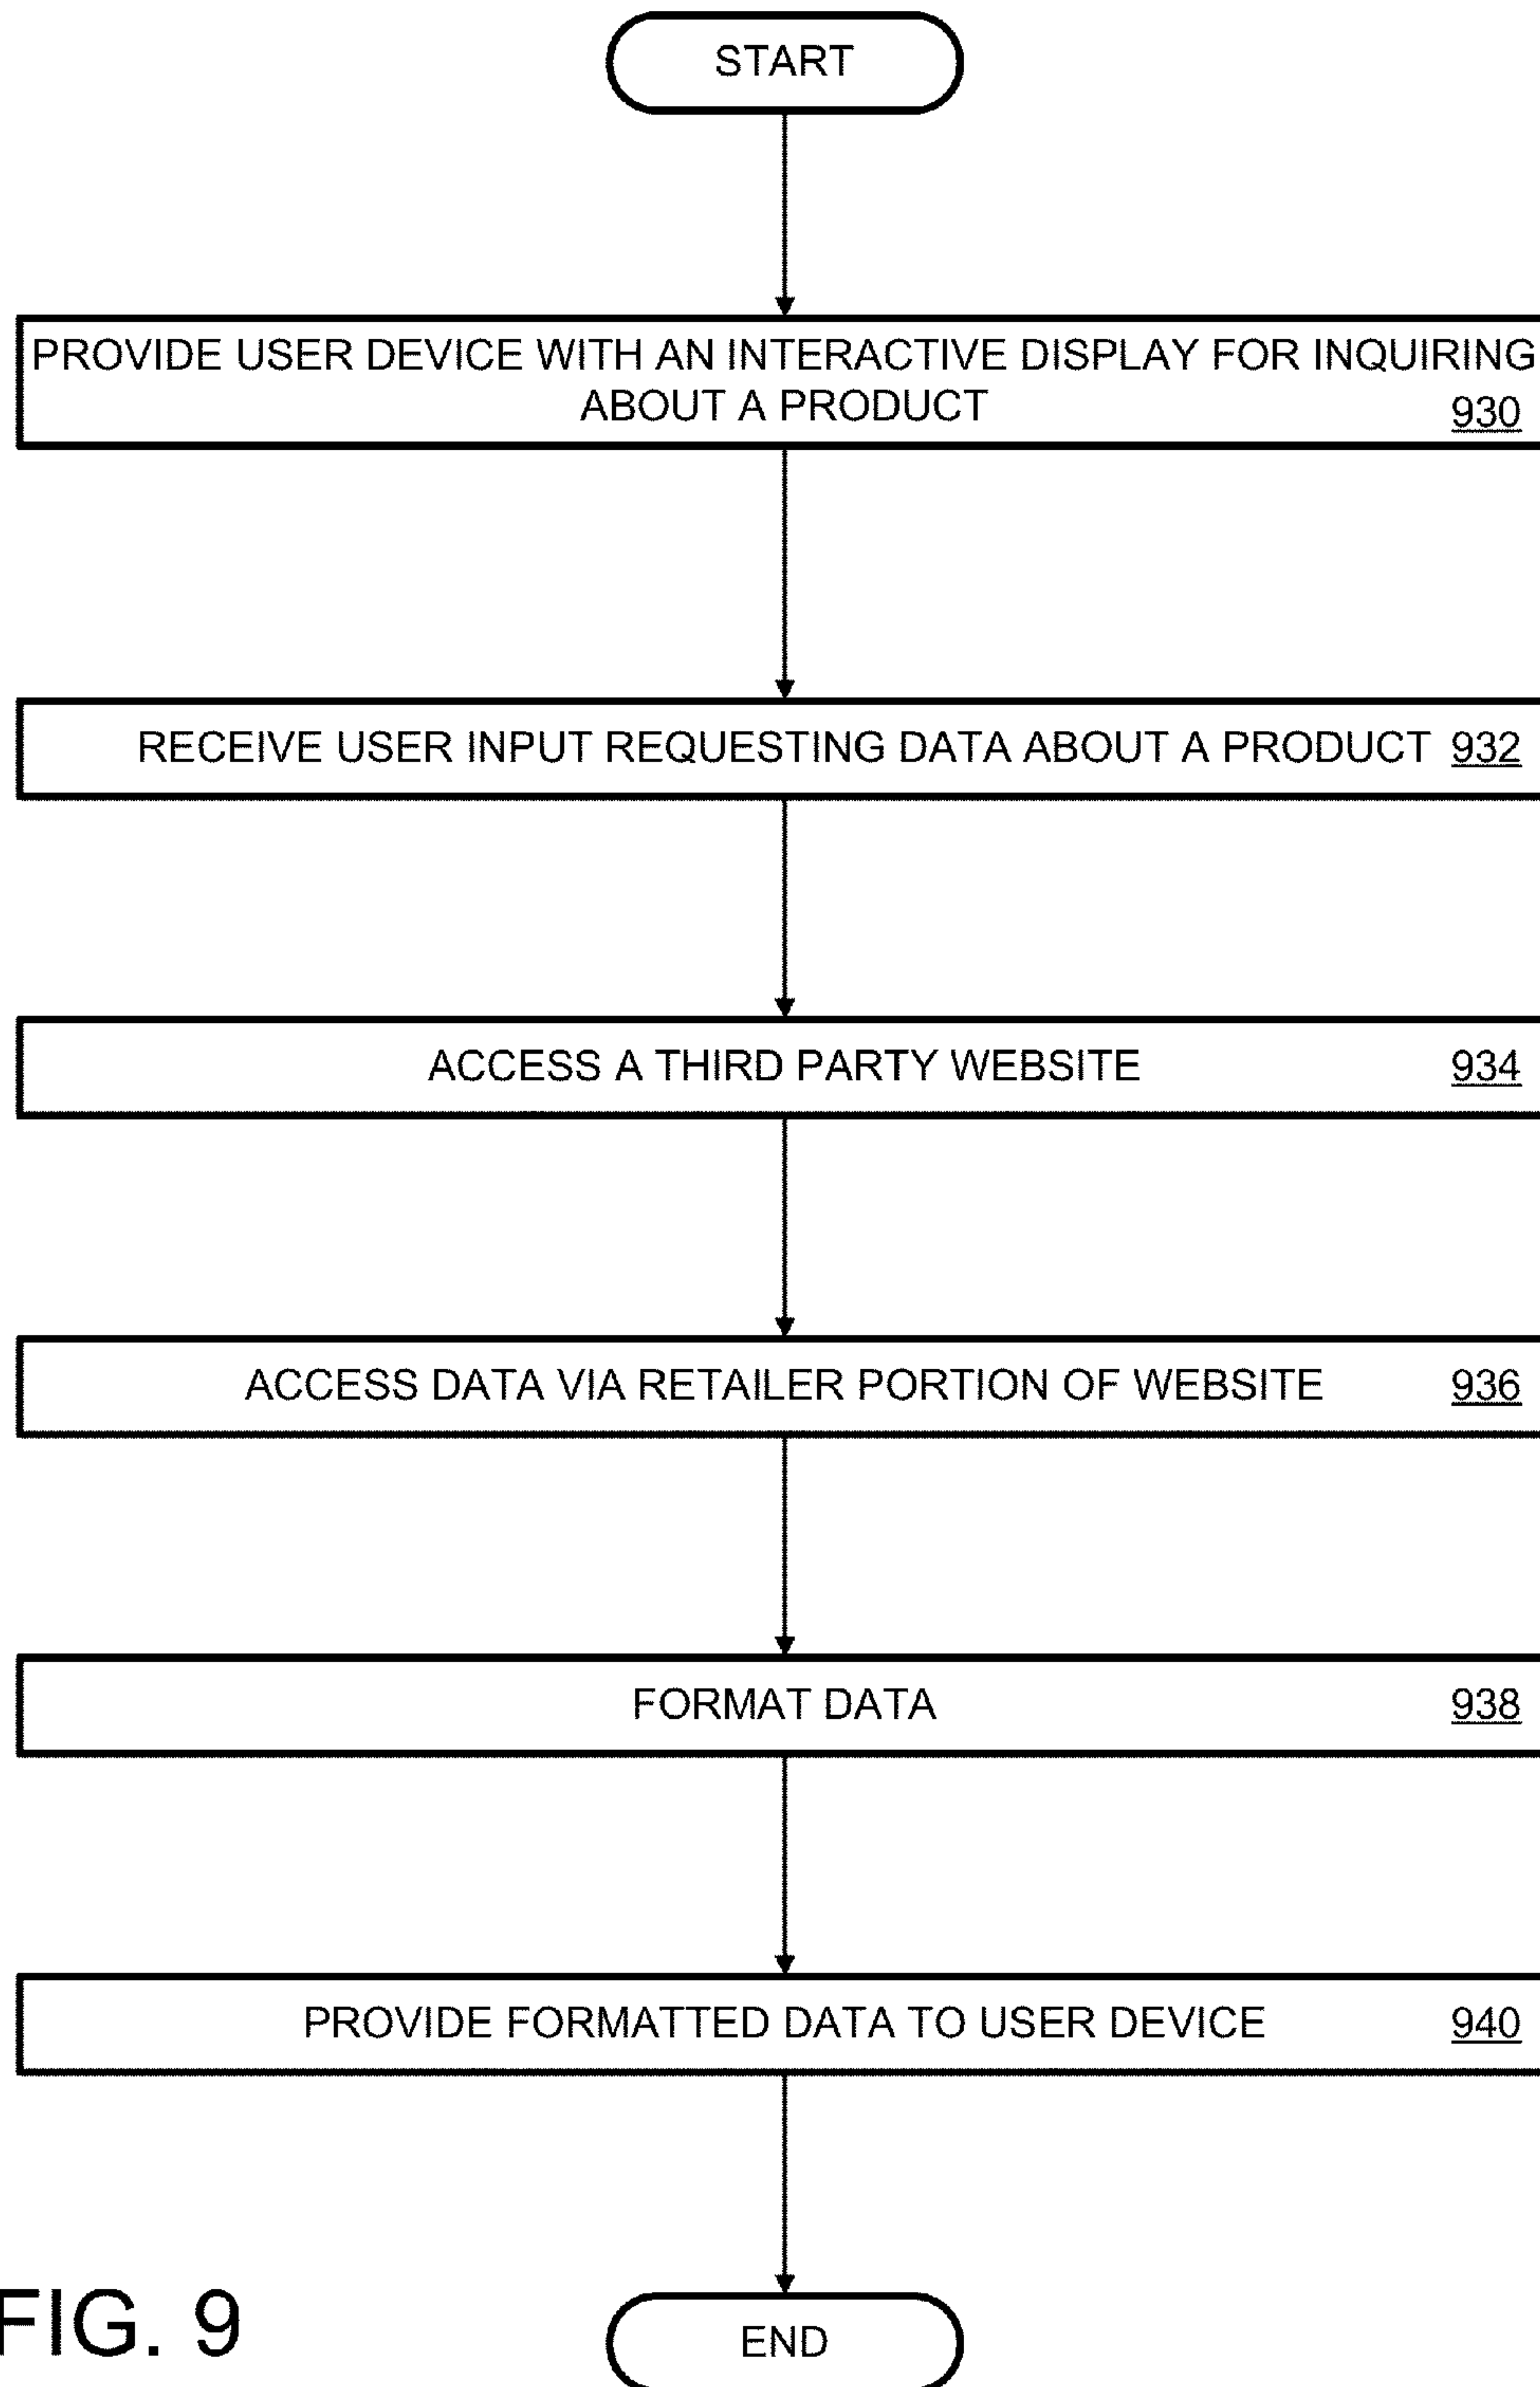 START
PROVIDE USER DEVICE WITH AN INTERACTIVE DISPLAY FOR INQUIRING
ABOUT A PRODUCT 930
RECEIVE USER INPUT REQUESTING DATA ABOUT A PRODUCT 932
ACCESS A THIRD PARTY WEBSITE 934
ACCESS DATA VIA RETAILER PORTION OF WEBSITE 936
FORMAT DATA 938
PROVIDE FORMATTED DATA TO USER DEVICE 940
END
FIG. 9